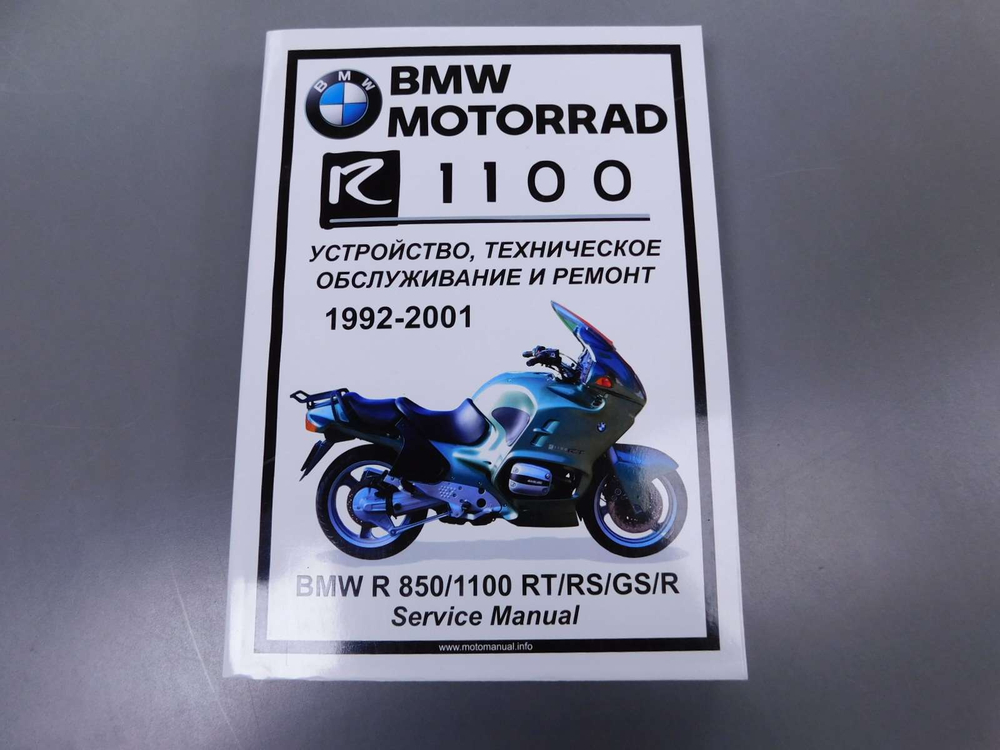 BMW
BMW
MOTORRAD
R 1100
УСТРОЙСТВО, ТЕХНИЧЕСКОЕ
ОБСЛУЖИВАНИЕ И РЕМОНТ
1992-2001
BMW R 850/1100 RT/RS/GS/R
Service Manual
www.motomanual.info